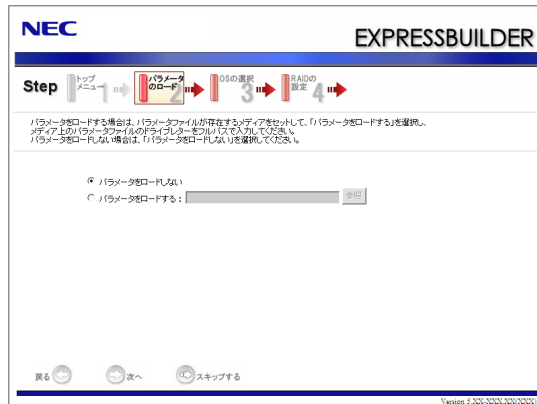 NEC
EXPRESSBUILDER
Step
トップ
メニュー 1
パラメータ
のロード 2
OSの選択
3
RAIDの
設定 4
パラメータをロードする場合は、パラメータファイルが存在するメディアをセットして、「パラメータをロードする」を選択し、
メディア上のパラメータファイルのドライブレターをフルパスで入力してください。
パラメータをロードしない場合は、「パラメータをロードしない」を選択してください。
パラメータをロードしない
パラメータをロードする：
参照
戻る
次へ
スキップする
Version 5.XX-XXX.XX(XXX)